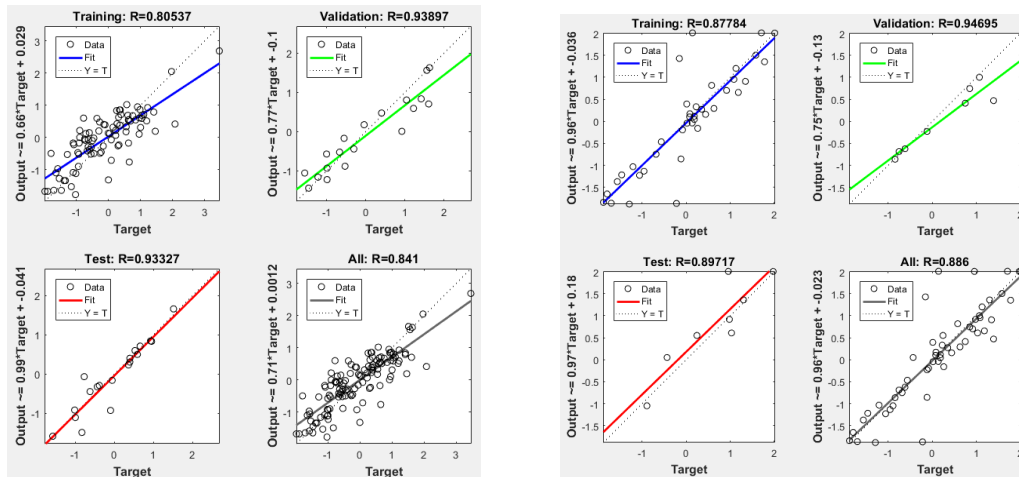 Training: R=0.80537
Output ~= 0.66*Target + 0.029
Data
Fit
Y = T
3
2
1
0
-1
-1 0 1 2 3
Target
Validation: R=0.93897
Output ~= 0.77*Target + -0.1
Data
Fit
Y = T
2
1
0
-1
-1 0 1 2
Target
Test: R=0.93327
Output ~= 0.99*Target + -0.041
Data
Fit
Y = T
2
1
0
-1
-1 0 1 2
Target
All: R=0.841
Output ~= 0.71*Target + 0.0012
Data
Fit
Y = T
3
2
1
0
-1
-1 0 1 2 3
Target
Training: R=0.87784
Output ~= 0.96*Target + -0.036
Data
Fit
Y = T
2
1.5
1
0.5
0
-0.5
-1
-1.5
-1 0 1 2
Target
Validation: R=0.94695
Output ~= 0.75*Target + -0.13
Data
Fit
Y = T
2
1.5
1
0.5
0
-0.5
-1
-1.5
-1 0 1 2
Target
Test: R=0.89717
Output ~= 0.97*Target + 0.18
Data
Fit
Y = T
2
1.5
1
0.5
0
-0.5
-1
-1.5
-1 0 1 2
Target
All: R=0.886
Output ~= 0.96*Target + -0.023
Data
Fit
Y = T
2
1.5
1
0.5
0
-0.5
-1
-1.5
-1 0 1 2
Target